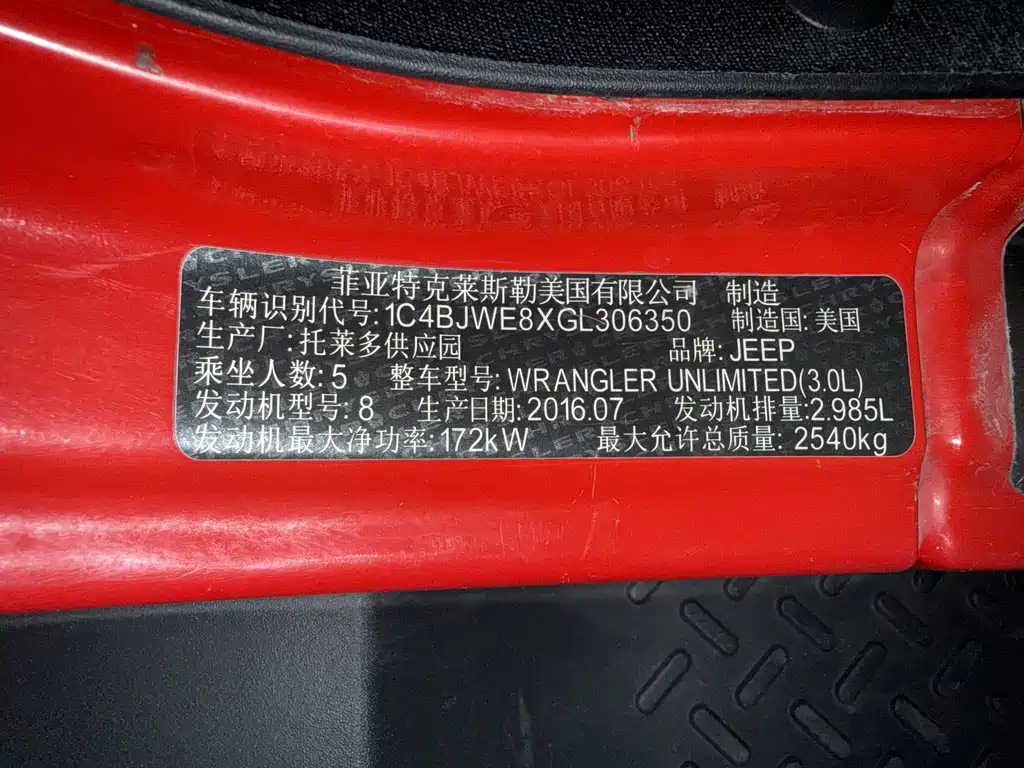 菲亚特克莱斯勒美国有限公司 制造
车辆识别代号:1C4BJWE8XGL306350 制造国:美国
生产厂:托莱多供应园 品牌:JEEP
乘坐人数:5 整车型号:WRANGLER UNLIMITED(3.0L)
发动机型号:8 生产日期:2016.07 发动机排量:2.985L
发动机最大净功率:172kW 最大允许总质量:2540kg